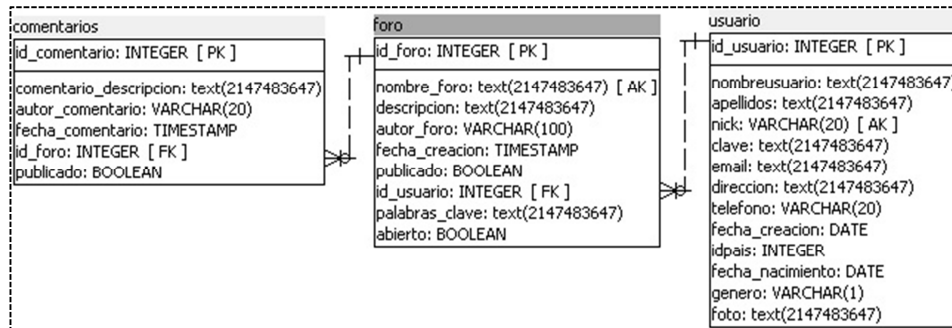 comentarios
id_comentario: INTEGER [ PK ]
comentario_descripcion: text(2147483647)
autor_comentario: VARCHAR(20)
fecha_comentario: TIMESTAMP
id_foro: INTEGER [ FK ]
publicado: BOOLEAN
foro
id_foro: INTEGER [ PK ]
nombre_foro: text(2147483647) [ AK ]
descripcion: text(2147483647)
autor_foro: VARCHAR(100)
fecha_creacion: TIMESTAMP
publicado: BOOLEAN
id_usuario: INTEGER [ FK ]
palabras_clave: text(2147483647)
abierto: BOOLEAN
usuario
id_usuario: INTEGER [ PK ]
nombreusuario: text(2147483647)
apellidos: text(2147483647)
nick: VARCHAR(20) [ AK ]
clave: text(2147483647)
email: text(2147483647)
direccion: text(2147483647)
telefono: VARCHAR(20)
fecha_creacion: DATE
idpais: INTEGER
fecha_nacimiento: DATE
genero: VARCHAR(1)
foto: text(2147483647)